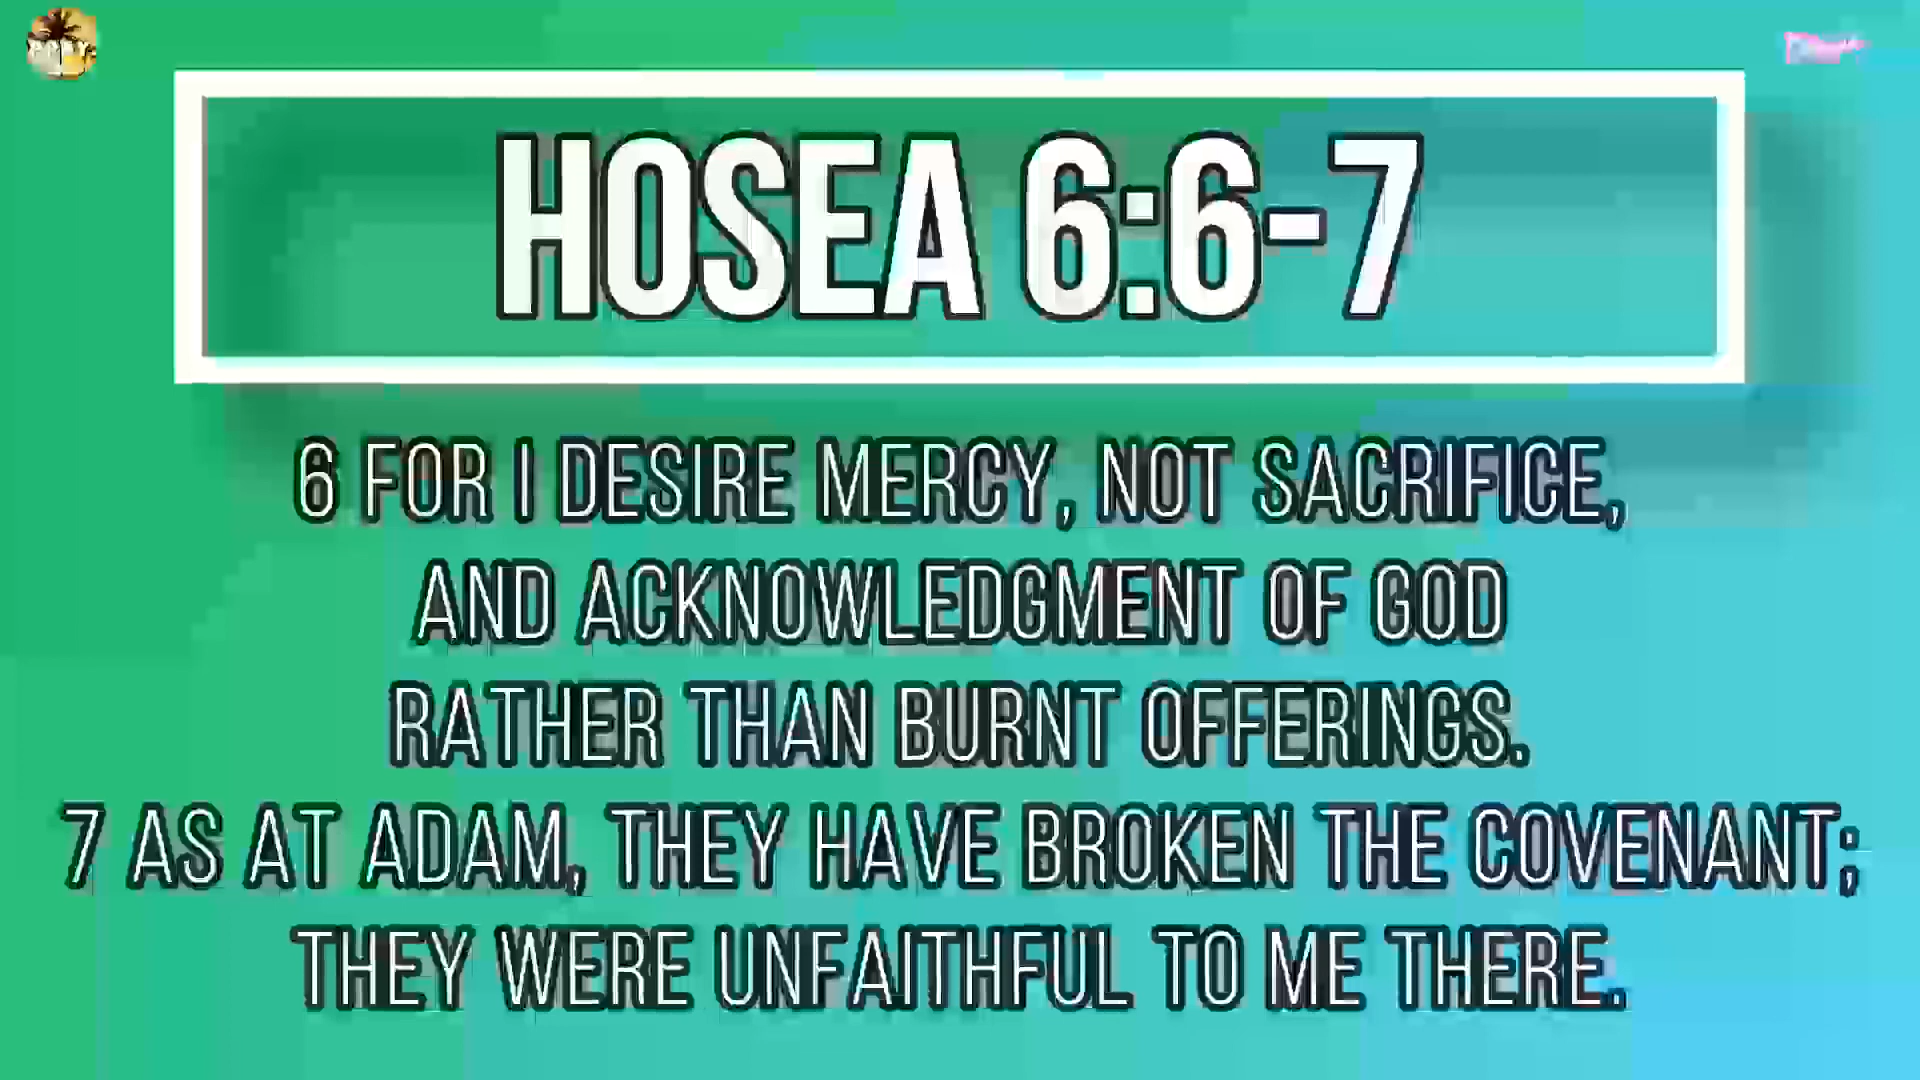 HOSEA 6:6-7
6 FOR I DESIRE MERCY, NOT SACRIFICE,
AND ACKNOWLEDGMENT OF GOD
RATHER THAN BURNT OFFERINGS.
7 AS AT ADAM, THEY HAVE BROKEN THE COVENANT;
THEY WERE UNFAITHFUL TO ME THERE.